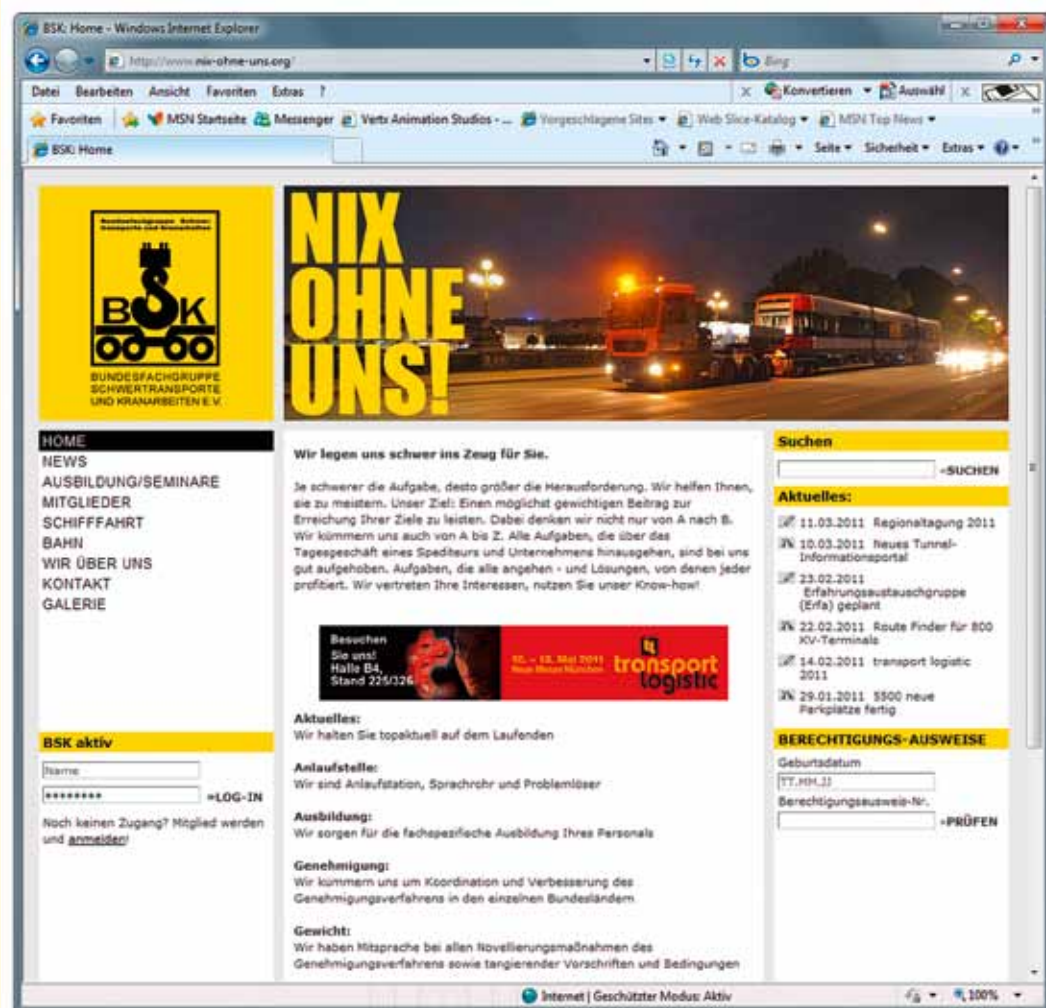 BSK: Home - Windows Internet Explorer
http://www.nix-ohne-uns.org/
Bing
Datei Bearbeiten Ansicht Favoriten Extras ?
x Konvertieren Auswahl x
Favoriten MSN Startseite Messenger Vertx Animation Studios - ... Vorgeschlagene Sites Web Slice-Katalog MSN Top News
BSK: Home
Seite Sicherheit Extras
Bundesfachgruppe Schwer-
transporte und Kranarbeiten
BSK
BUNDESFACHGRUPPE
SCHWERTRANSPORTE
UND KRANARBEITEN E.V.
NIX
OHNE
UNS!
HOME
NEWS
AUSBILDUNG/SEMINARE
MITGLIEDER
SCHIFFFAHRT
BAHN
WIR ÜBER UNS
KONTAKT
GALERIE
BSK aktiv
Name
********
»LOG-IN
Noch keinen Zugang? Mitglied werden
und anmelden!
Wir legen uns schwer ins Zeug für Sie.
Je schwerer die Aufgabe, desto größer die Herausforderung. Wir helfen Ihnen,
sie zu meistern. Unser Ziel: Einen möglichst gewichtigen Beitrag zur
Erreichung Ihrer Ziele zu leisten. Dabei denken wir nicht nur von A nach B.
Wir kümmern uns auch von A bis Z. Alle Aufgaben, die über das
Tagesgeschäft eines Spediteurs und Unternehmens hinausgehen, sind bei uns
gut aufgehoben. Aufgaben, die alle angehen - und Lösungen, von denen jeder
profitiert. Wir vertreten Ihre Interessen, nutzen Sie unser Know-how!
Besuchen
Sie uns!
Halle B4,
Stand 225/326
10. – 13. Mai 2011
Neue Messe München
transport
logistic
Aktuelles:
Wir halten Sie topaktuell auf dem Laufenden
Anlaufstelle:
Wir sind Anlaufstation, Sprachrohr und Problemlöser
Ausbildung:
Wir sorgen für die fachspezifische Ausbildung Ihres Personals
Genehmigung:
Wir kümmern uns um Koordination und Verbesserung des
Genehmigungsverfahrens in den einzelnen Bundesländern
Gewicht:
Wir haben Mitsprache bei allen Novellierungsmaßnahmen des
Genehmigungsverfahrens sowie tangierender Vorschriften und Bedingungen
Suchen
»SUCHEN
Aktuelles:
11.03.2011 Regionaltagung 2011
10.03.2011 Neues Tunnel-
Informationsportal
23.02.2011
Erfahrungsaustauschgruppe
(Erfa) geplant
22.02.2011 Route Finder für 800
KV-Terminals
14.02.2011 transport logistic
2011
29.01.2011 5500 neue
Parkplätze fertig
BERECHTIGUNGS-AUSWEISE
Geburtsdatum
TT.MM.JJ
Berechtigungsausweis-Nr.
»PRÜFEN
Internet | Geschützter Modus: Aktiv
100%